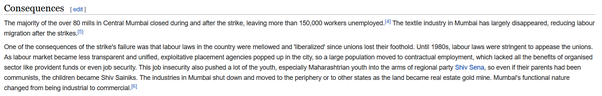 Consequences [ edit ]
The majority of the over 80 mills in Central Mumbai closed during and after the strike, leaving more than 150,000 workers unemployed.[4] The textile industry in Mumbai has largely disappeared, reducing labour
migration after the strikes.[5]
One of the consequences of the strike's failure was that labour laws in the country were mellowed and 'liberalized' since unions lost their foothold. Until 1980s, labour laws were stringent to appease the unions.
As labour market became less transparent and unified, exploitative placement agencies popped up in the city, so a large population moved to contractual employment, which lacked all the benefits of organised
sector like provident funds or even job security. This job insecurity also pushed a lot of the youth, especially Maharashtrian youth into the arms of regional party Shiv Sena, so even if their parents had been
communists, the children became Shiv Sainiks. The industries in Mumbai shut down and moved to the periphery or to other states as the land became real estate gold mine. Mumbai's functional nature
changed from being industrial to commercial.[6]